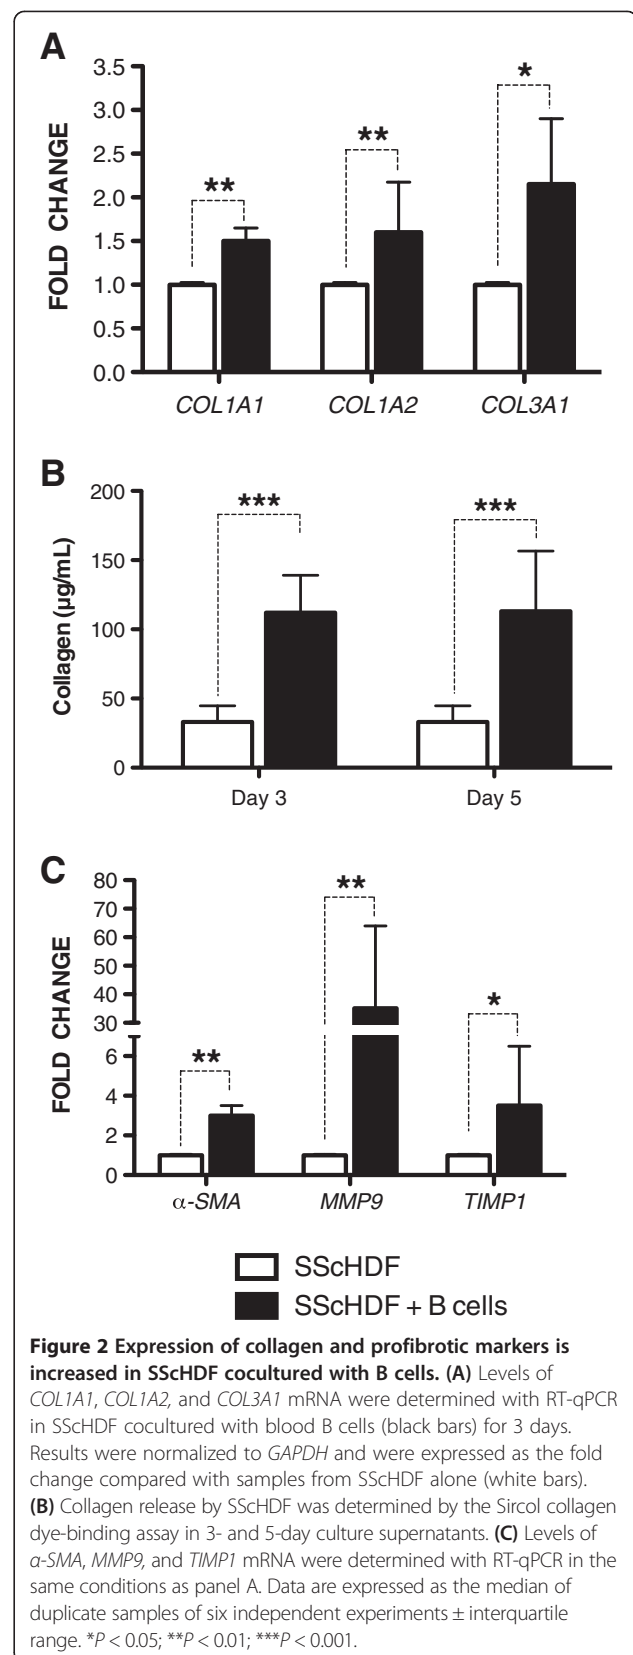 A
3.5
3.0
2.5
2.0
1.5
1.0
0.5
0.0
FOLD CHANGE
**
**
*
COL1A1 COL1A2 COL3A1
B
200
150
100
50
0
Collagen (µg/mL)
***
***
Day 3 Day 5
C
80
70
60
50
40
30
6
4
2
0
FOLD CHANGE
**
**
*
α-SMA MMP9 TIMP1
SScHDF
SScHDF + B cells
Figure 2 Expression of collagen and profibrotic markers is
increased in SScHDF cocultured with B cells. (A) Levels of
COL1A1, COL1A2, and COL3A1 mRNA were determined with RT-qPCR
in SScHDF cocultured with blood B cells (black bars) for 3 days.
Results were normalized to GAPDH and were expressed as the fold
change compared with samples from SScHDF alone (white bars).
(B) Collagen release by SScHDF was determined by the Sircol collagen
dye-binding assay in 3- and 5-day culture supernatants. (C) Levels of
α-SMA, MMP9, and TIMP1 mRNA were determined with RT-qPCR in the
same conditions as panel A. Data are expressed as the median of
duplicate samples of six independent experiments ± interquartile
range. *P < 0.05; **P < 0.01; ***P < 0.001.